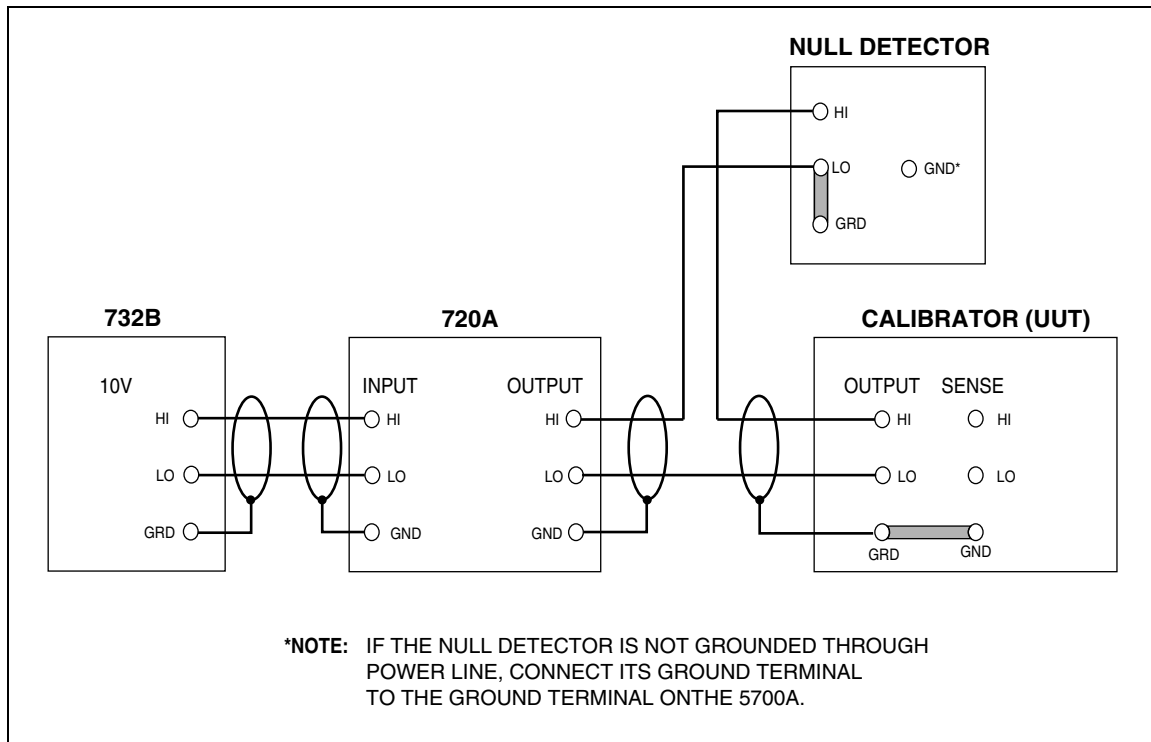 NULL DETECTOR
HI
LO
GND*
GRD
732B
720A
CALIBRATOR (UUT)
10V
INPUT
OUTPUT
OUTPUT
SENSE
HI
HI
HI
HI
HI
LO
LO
LO
LO
LO
GRD
GND
GND
GRD
GND
*NOTE: IF THE NULL DETECTOR IS NOT GROUNDED THROUGH
POWER LINE, CONNECT ITS GROUND TERMINAL
TO THE GROUND TERMINAL ONTHE 5700A.